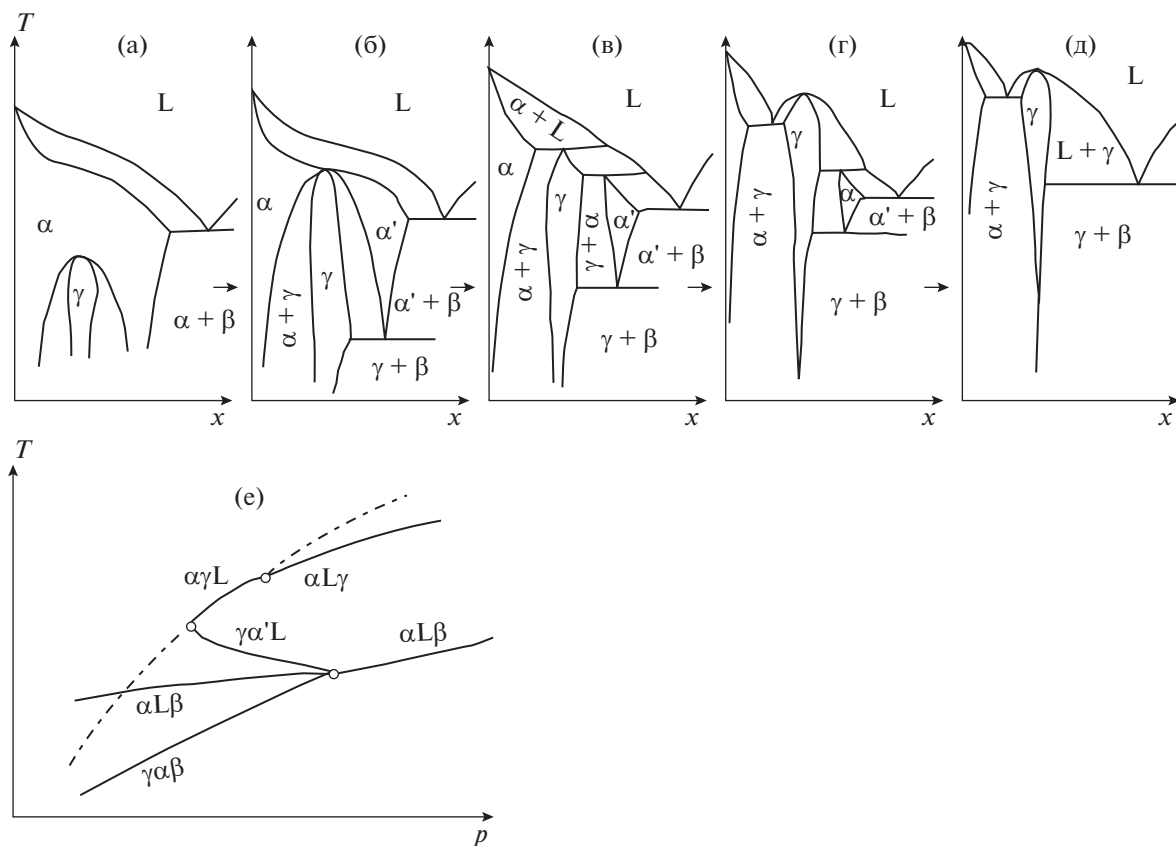 T
(а) (б) (в) (г) (д)
L L L L L
α + L
α α α γ γ
α' α' α L + γ
γ γ γ
α + γ α + γ γ + α α + γ α + γ
α + β α' + β α' + β α' + β γ + β
γ + β γ + β γ + β
x x x x x
T
(е)
αγL αLγ
γα'L αLβ
αLβ
γαβ
p